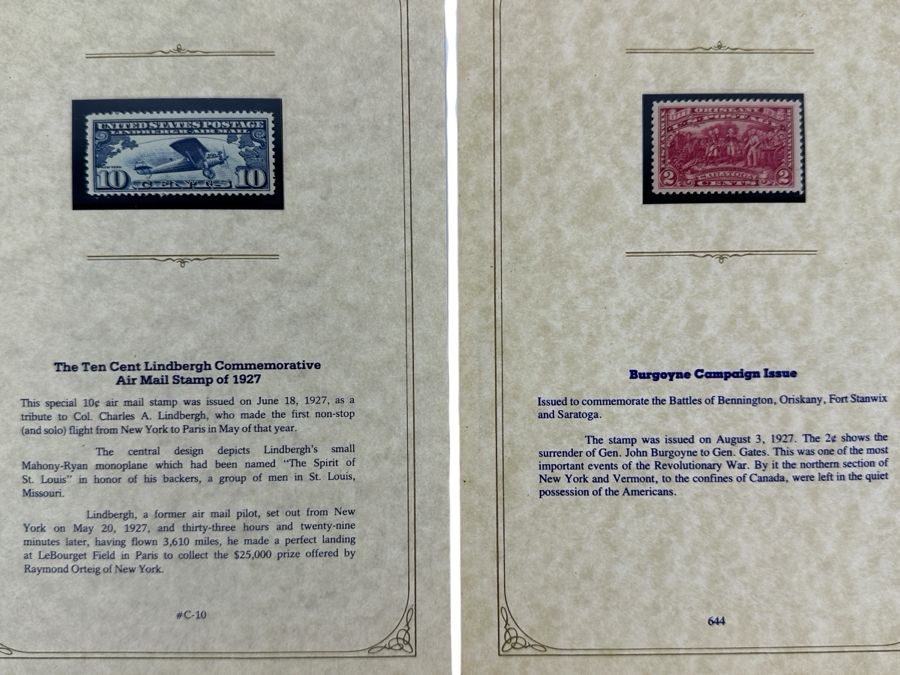 UNITED STATES POSTAGE
LINDBERGH AIR MAIL
10 CENTS 10
The Ten Cent Lindbergh Commemorative
Air Mail Stamp of 1927
This special 10¢ air mail stamp was issued on June 18, 1927, as a
tribute to Col. Charles A. Lindbergh, who made the first non-stop
(and solo) flight from New York to Paris in May of that year.
The central design depicts Lindbergh's small
Mahony-Ryan monoplane which had been named "The Spirit of
St. Louis" in honor of his backers, a group of men in St. Louis,
Missouri.
Lindbergh, a former air mail pilot, set out from New
York on May 20, 1927, and thirty-three hours and twenty-nine
minutes later, having flown 3,610 miles, he made a perfect landing
at LeBourget Field in Paris to collect the $25,000 prize offered by
Raymond Orteig of New York.
#C-10
ORISKANY
2 SARATOGA 2
CENTS
Burgoyne Campaign Issue
Issued to commemorate the Battles of Bennington, Oriskany, Fort Stanwix
and Saratoga.
The stamp was issued on August 3, 1927. The 2¢ shows the
surrender of Gen. John Burgoyne to Gen. Gates. This was one of the most
important events of the Revolutionary War. By it the northern section of
New York and Vermont, to the confines of Canada, were left in the quiet
possession of the Americans.
644